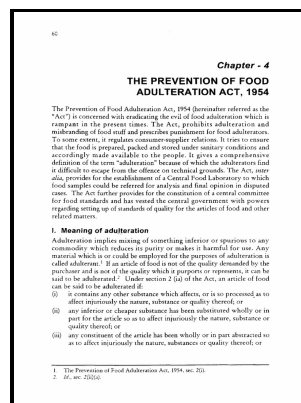 60
Chapter - 4
THE PREVENTION OF FOOD
ADULTERATION ACT, 1954
The Prevention of Food Adulteration Act, 1954 (hereinafter referred as the
"Act") is concerned with eradicating the evil of food adulteration which is
rampant in the present times. The Act, prohibits adulteration and
misbranding of food stuff and prescribes punishment for food adulterators.
To some extent, it regulates consumer-supplier relations. It tries to ensure
that the food is prepared, packed and stored under sanitary conditions and
accordingly made available to the people. It gives a comprehensive
definition of the term "adulteration" because of which the adulterators find
it difficult to escape from the offence on technical grounds. The Act, inter
alia, provides for the establishment of a Central Food Laboratory to which
food samples could be referred for analysis and final opinion in disputed
cases. The Act further provides for the constitution of a central committee
for food standards and has vested the central government with powers
regarding setting up of standards of quality for the articles of food and other
related matters.
I. Meaning of adulteration
Adulteration implies mixing of something inferior or spurious to any
commodity which reduces its purity or makes it harmful for use. Any
material which is or could be employed for the purposes of adulteration is
called adulterant.1 If an article of food is not of the quality demanded by the
purchaser and is not of the quality which it purports or represents, it can be
said to be adulterated.2 Under section 2 (ia) of the Act, an article of food
can be said to be adulterated if:
(i) it contains any other substance which affects, or is so processed as to
affect injuriously the nature, substance or quality thereof; or
(ii) any inferior or cheaper substance has been substituted wholly or in
part for the article so as to affect injuriously the nature, substance or
quality thereof; or
(iii) any constituent of the article has been wholly or in part abstracted so
as to affect injuriously the nature, substances or quality thereof; or
1. The Prevention of Food Adulteration Act, 1954, sec. 2(i).
2. Id., sec. 2(ii)(a).